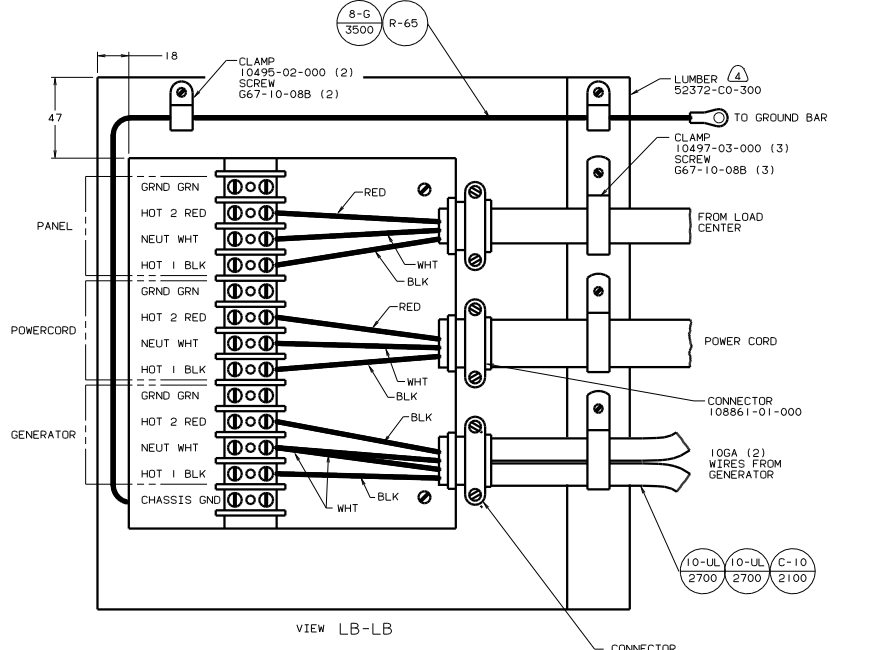 8-G
3500
R-65
18
CLAMP
10495-02-000 (2)
SCREW
G67-10-08B (2)
LUMBER 4
52372-C0-300
47
TO GROUND BAR
CLAMP
10497-03-000 (3)
SCREW
G67-10-08B (3)
GRND GRN
RED
HOT 2 RED
PANEL
FROM LOAD
CENTER
NEUT WHT
WHT
HOT 1 BLK
BLK
GRND GRN
RED
HOT 2 RED
POWERCORD
NEUT WHT
POWER CORD
HOT 1 BLK
WHT
BLK
GRND GRN
CONNECTOR
108861-01-000
BLK
HOT 2 RED
GENERATOR
NEUT WHT
10GA (2)
WIRES FROM
GENERATOR
HOT 1 BLK
BLK
CHASSIS GND
WHT
10-UL
2700
10-UL
2700
C-10
2100
VIEW LB-LB
CONNECTOR